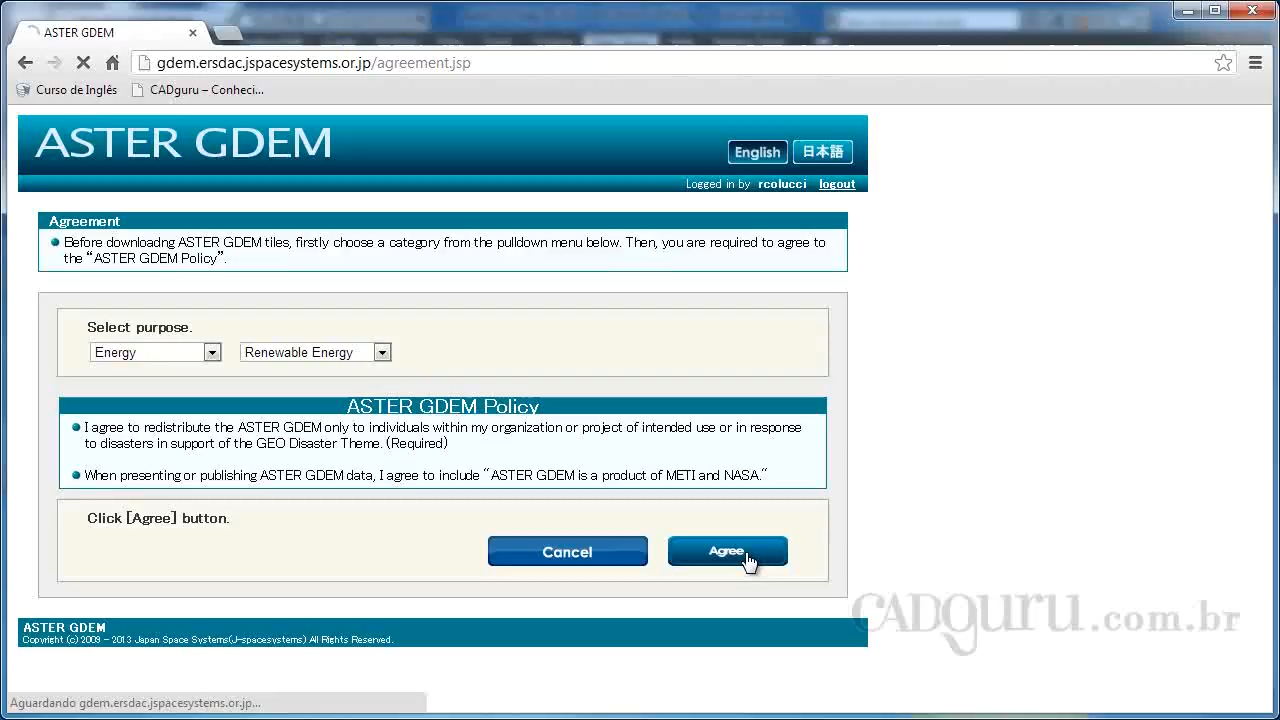 ASTER GDEM
gdem.ersdac.jspacesystems.or.jp/agreement.jsp
Curso de Inglês CADguru – Conheci...
ASTER GDEM
English 日本語
Logged in by rcolucci logout
Agreement
Before downloadng ASTER GDEM tiles, firstly choose a category from the pulldown menu below. Then, you are required to agree to
the “ASTER GDEM Policy”.
Select purpose.
Energy Renewable Energy
ASTER GDEM Policy
I agree to redistribute the ASTER GDEM only to individuals within my organization or project of intended use or in response
to disasters in support of the GEO Disaster Theme. (Required)
When presenting or publishing ASTER GDEM data, I agree to include “ASTER GDEM is a product of METI and NASA.”
Click [Agree] button.
Cancel Agree
CADguru.com.br
ASTER GDEM
Copyright (c) 2009 - 2013 Japan Space Systems(J-spacesystems) All Rights Reserved.
Aguardando gdem.ersdac.jspacesystems.or.jp...